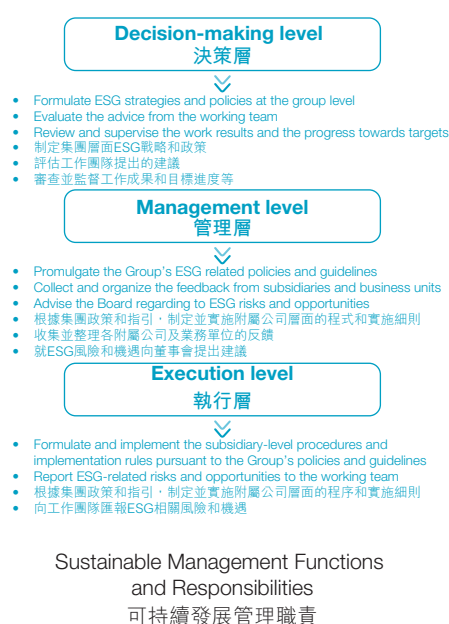 Decision-making level
決策層
• Formulate ESG strategies and policies at the group level
• Evaluate the advice from the working team
• Review and supervise the work results and the progress towards targets
• 制定集團層面ESG戰略和政策
• 評估工作團隊提出的建議
• 審查並監督工作成果和目標進度等
Management level
管理層
• Promulgate the Group's ESG related policies and guidelines
• Collect and organize the feedback from subsidiaries and business units
• Advise the Board regarding to ESG risks and opportunities
• 根據集團政策和指引，制定並實施附屬公司層面的程式和實施細則
• 收集並整理各附屬公司及業務單位的反饋
• 就ESG風險和機遇向董事會提出建議
Execution level
執行層
• Formulate and implement the subsidiary-level procedures and
implementation rules pursuant to the Group's policies and guidelines
• Report ESG-related risks and opportunities to the working team
• 根據集團政策和指引，制定並實施附屬公司層面的程序和實施細則
• 向工作團隊匯報ESG相關風險和機遇
Sustainable Management Functions
and Responsibilities
可持續發展管理職責